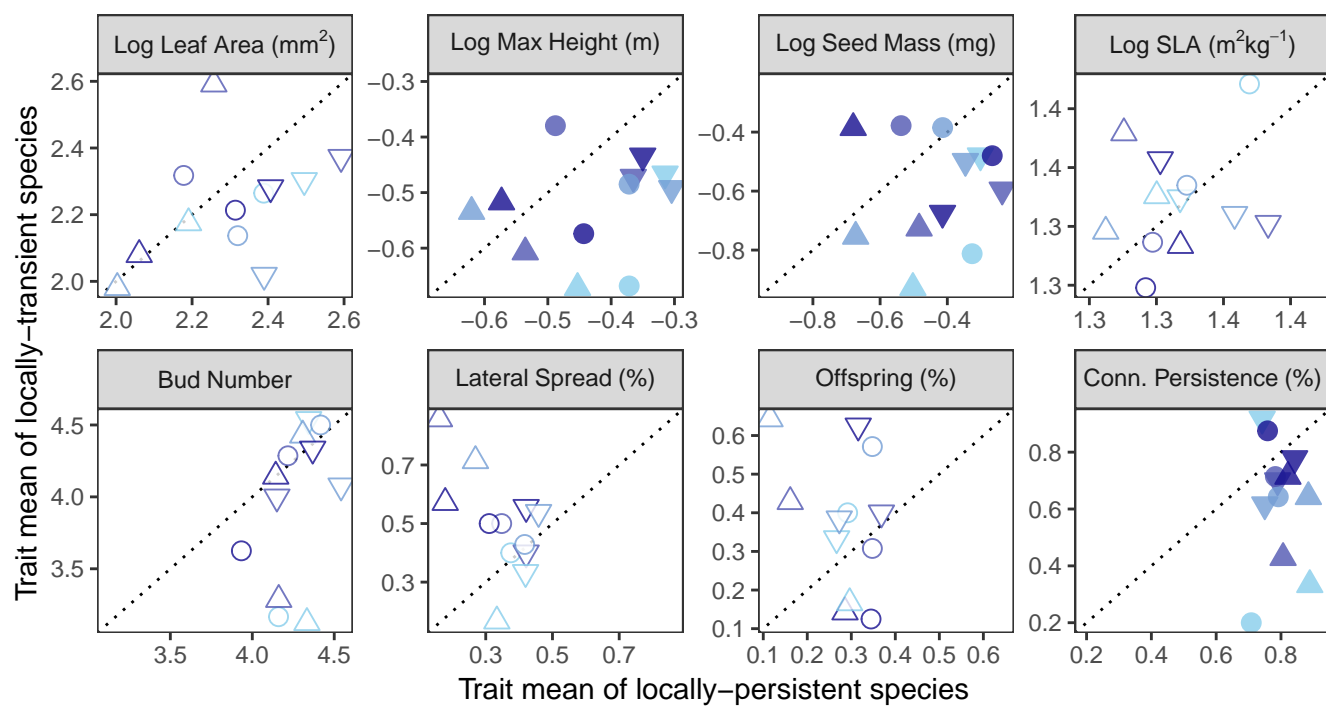 Log Leaf Area (mm²) Log Max Height (m) Log Seed Mass (mg) Log SLA (m²kg⁻¹)
2.6 −0.3
1.4
−0.4 −0.4
2.4 1.4
−0.5 −0.6
2.2 1.3
−0.6 −0.8
2.0 1.3
2.0 2.2 2.4 2.6 −0.6 −0.5 −0.4 −0.3 −0.8 −0.6 −0.4 1.3 1.3 1.4 1.4
Trait mean of locally−transient species
Bud Number Lateral Spread (%) Offspring (%) Conn. Persistence (%)
4.5 0.6
0.7 0.8
0.5
4.0 0.5 0.4 0.6
0.3 0.4
3.5 0.3 0.2
0.1 0.2
3.5 4.0 4.5 0.3 0.5 0.7 0.1 0.2 0.3 0.4 0.5 0.6 0.2 0.4 0.6 0.8
Trait mean of locally−persistent species